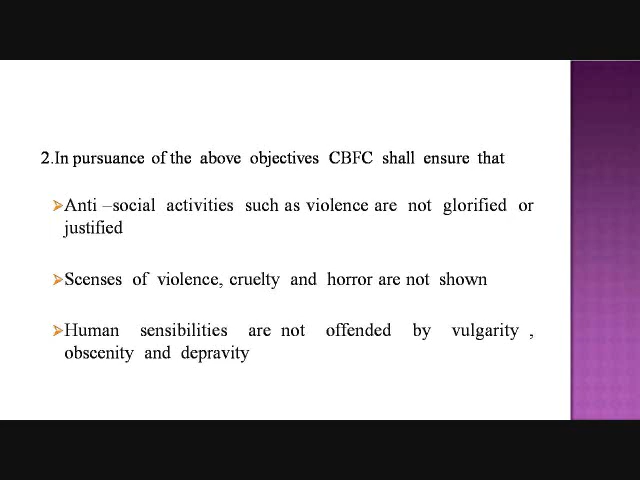 2.In pursuance of the above objectives CBFC shall ensure that
Anti –social activities such as violence are not glorified or
justified
Scenses of violence, cruelty and horror are not shown
Human sensibilities are not offended by vulgarity ,
obscenity and depravity